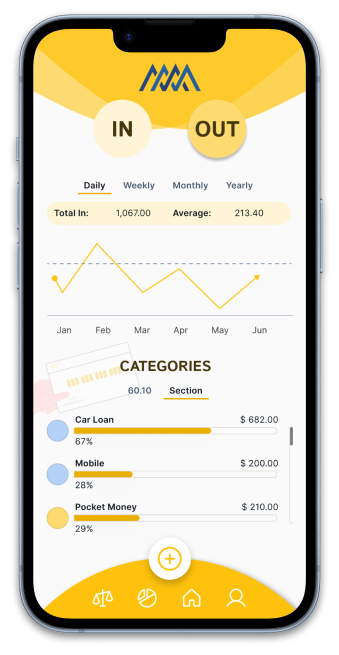 IN OUT
Daily Weekly Monthly Yearly
Total In: 1,067.00 Average: 213.40
Jan Feb Mar Apr May Jun
CATEGORIES
60.10 Section
Car Loan $ 682.00
67%
Mobile $ 200.00
28%
Pocket Money $ 210.00
29%